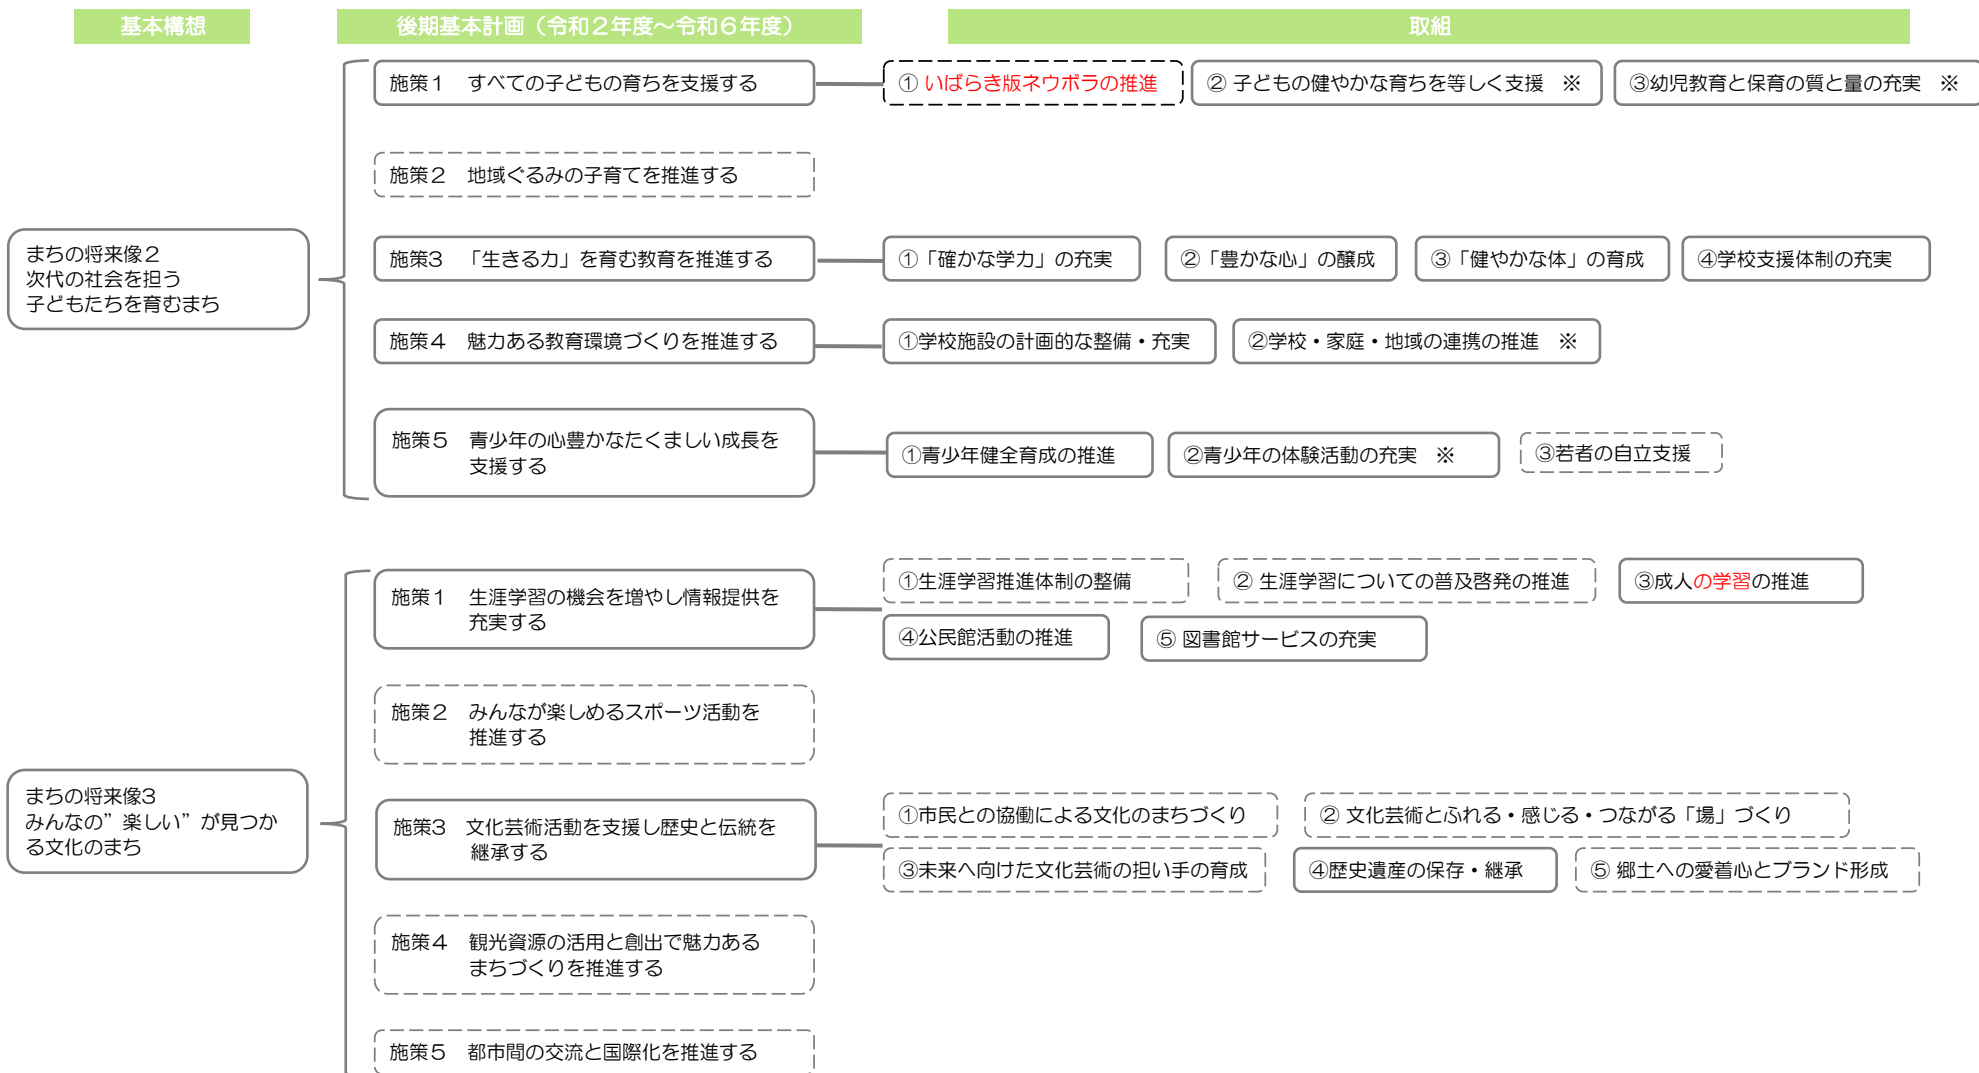 基本構想
後期基本計画（令和２年度～令和６年度）
取組
まちの将来像２
次代の社会を担う
子どもたちを育むまち
施策１　すべての子どもの育ちを支援する
① いばらき版ネウボラの推進
② 子どもの健やかな育ちを等しく支援　※
③幼児教育と保育の質と量の充実　※
施策２　地域ぐるみの子育てを推進する
施策3　「生きる力」を育む教育を推進する
①「確かな学力」の充実
②「豊かな心」の醸成
③「健やかな体」の育成
④学校支援体制の充実
施策４　魅力ある教育環境づくりを推進する
①学校施設の計画的な整備・充実
②学校・家庭・地域の連携の推進　※
施策５　青少年の心豊かなたくましい成長を
支援する
①青少年健全育成の推進
②青少年の体験活動の充実　※
③若者の自立支援
まちの将来像3
みんなの”楽しい”が見つか
る文化のまち
施策１　生涯学習の機会を増やし情報提供を
充実する
①生涯学習推進体制の整備
② 生涯学習についての普及啓発の推進
③成人の学習の推進
④公民館活動の推進
⑤ 図書館サービスの充実
施策２　みんなが楽しめるスポーツ活動を
推進する
施策3　文化芸術活動を支援し歴史と伝統を
継承する
①市民との協働による文化のまちづくり
② 文化芸術とふれる・感じる・つながる「場」づくり
③未来へ向けた文化芸術の担い手の育成
④歴史遺産の保存・継承
⑤ 郷土への愛着心とブランド形成
施策４　観光資源の活用と創出で魅力ある
まちづくりを推進する
施策５　都市間の交流と国際化を推進する